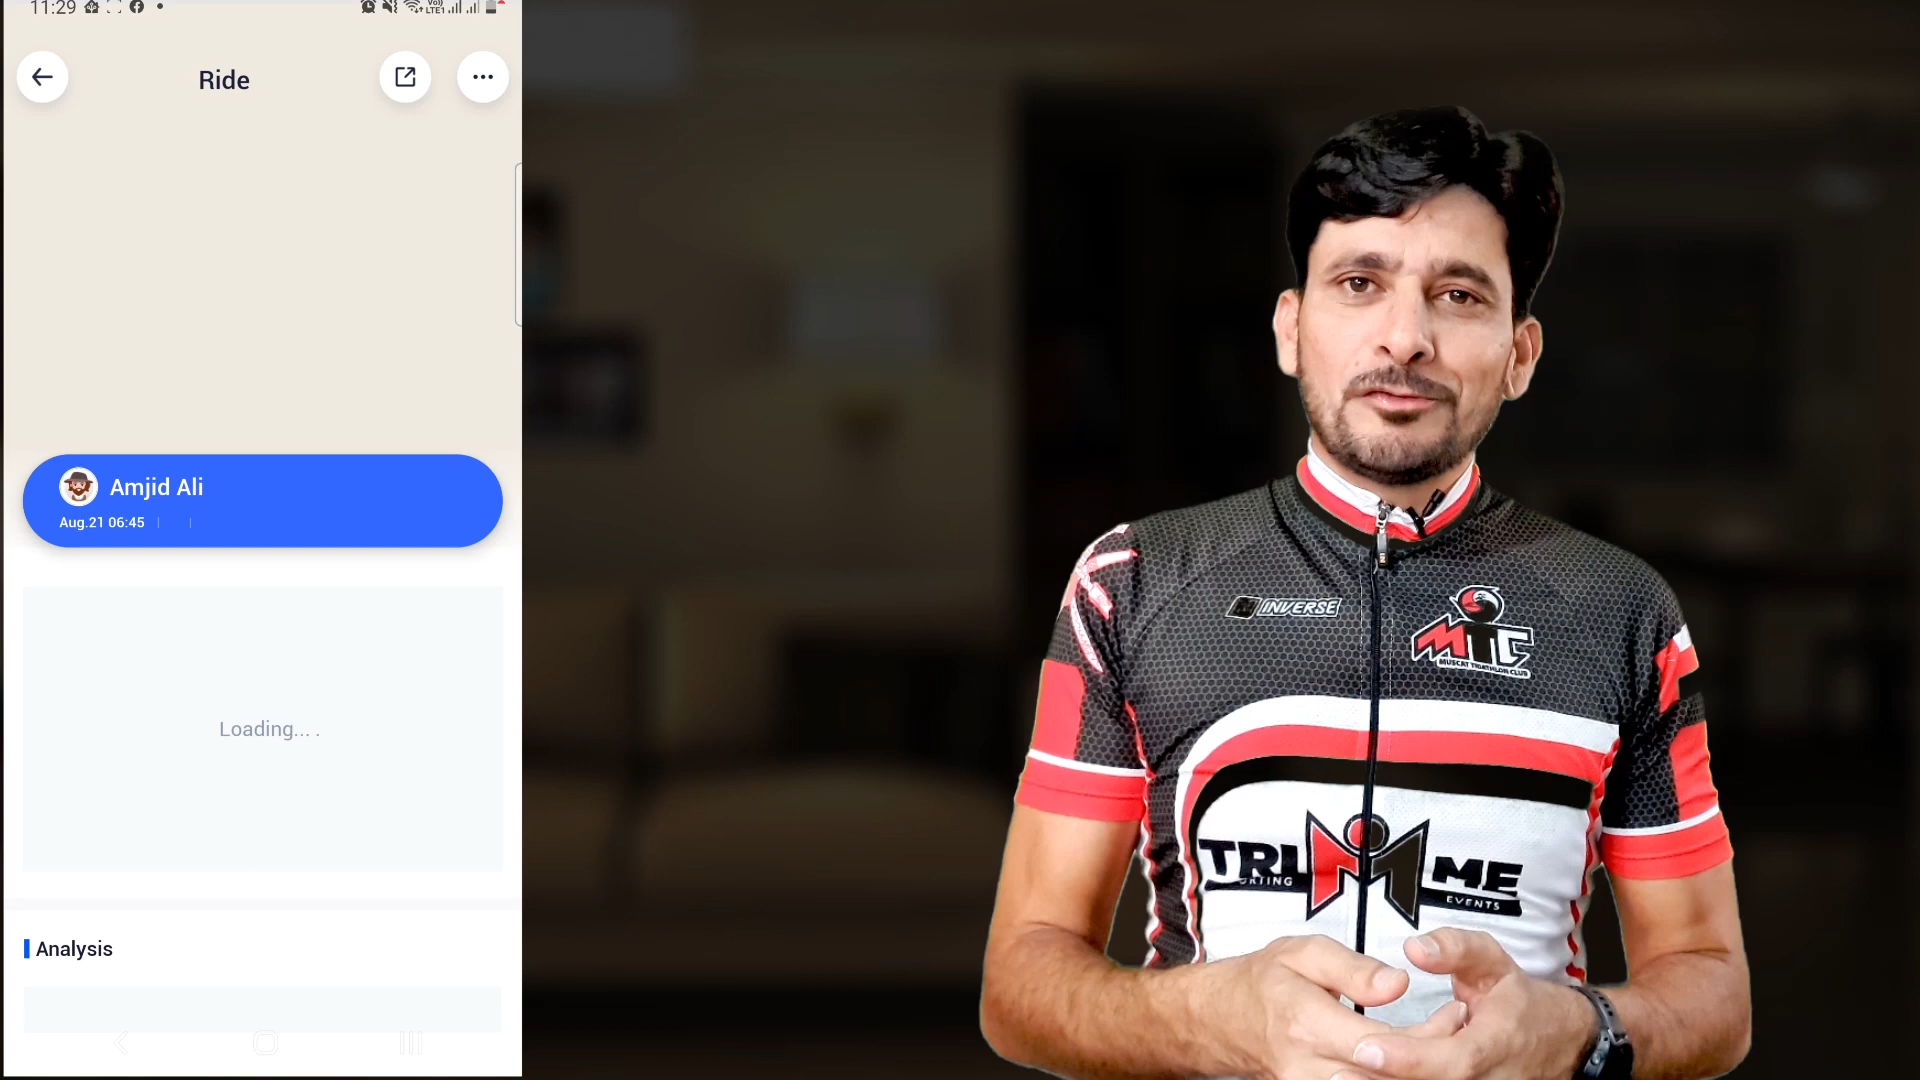 11:29
Ride
Amjid Ali
Aug.21 06:45
Loading... .
Analysis
INVERSE
MTC
MUSCAT TRIATHLON CLUB
TRI ME
EVENTS